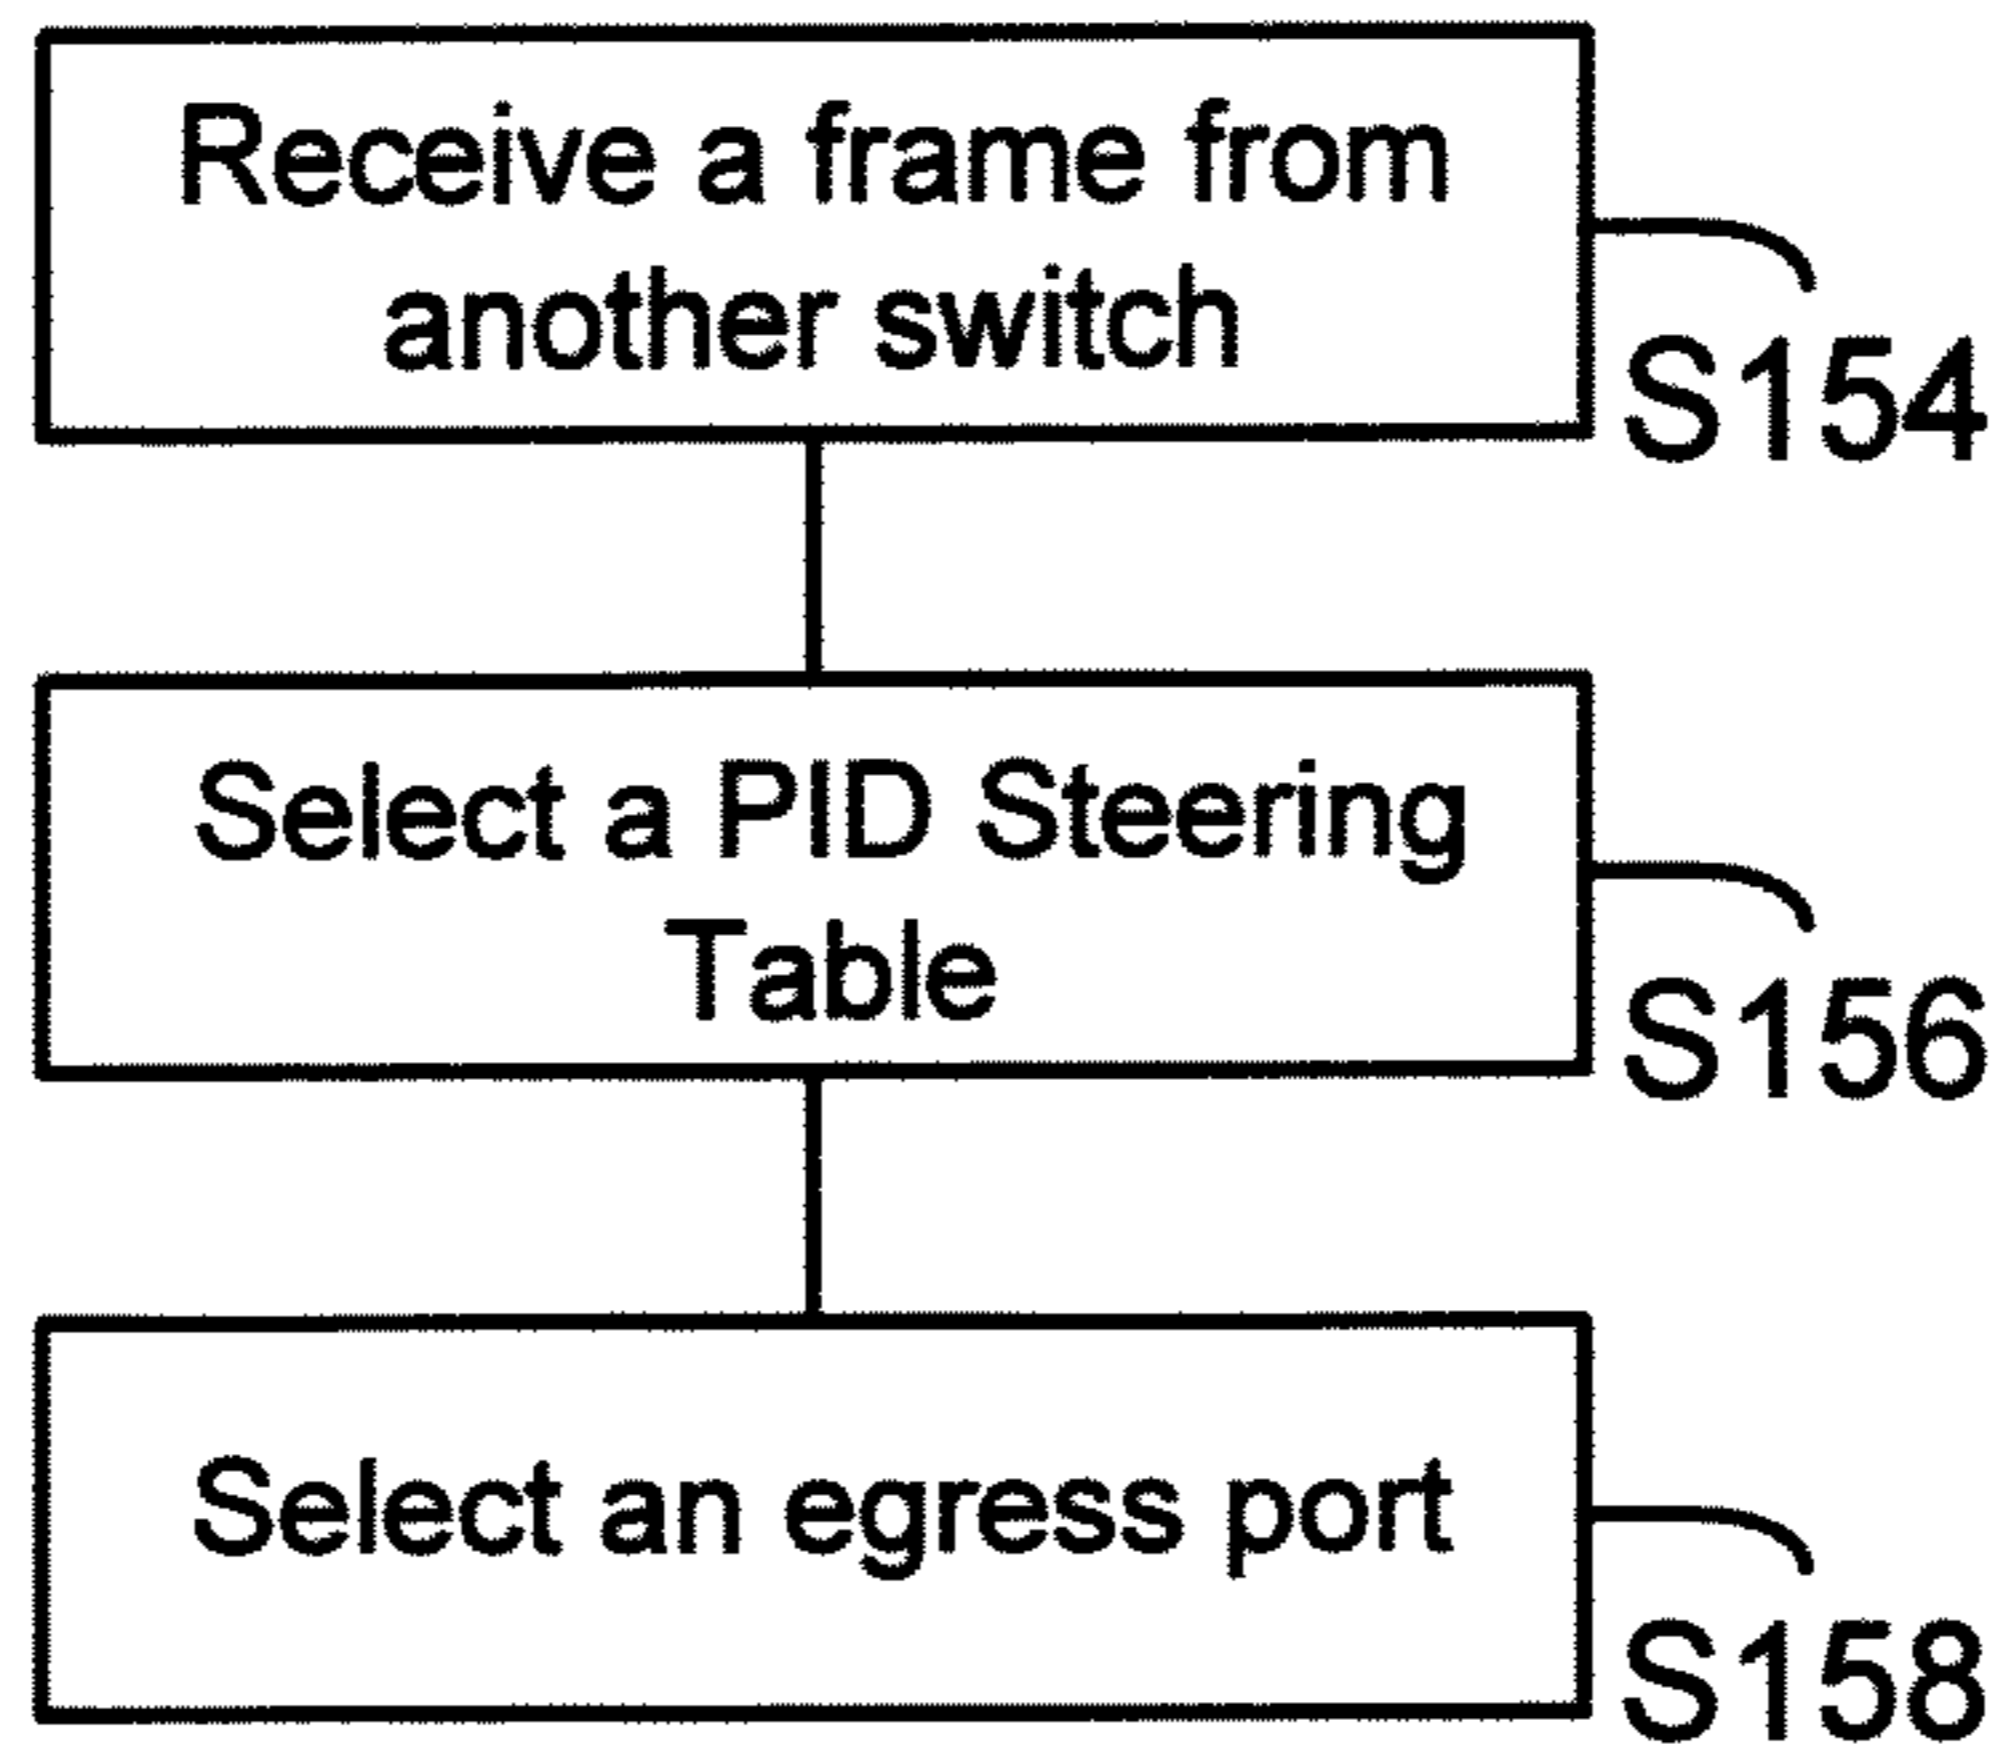 Receive a frame from
another switch
S154
Select a PID Steering
Table
S156
Select an egress port
S158